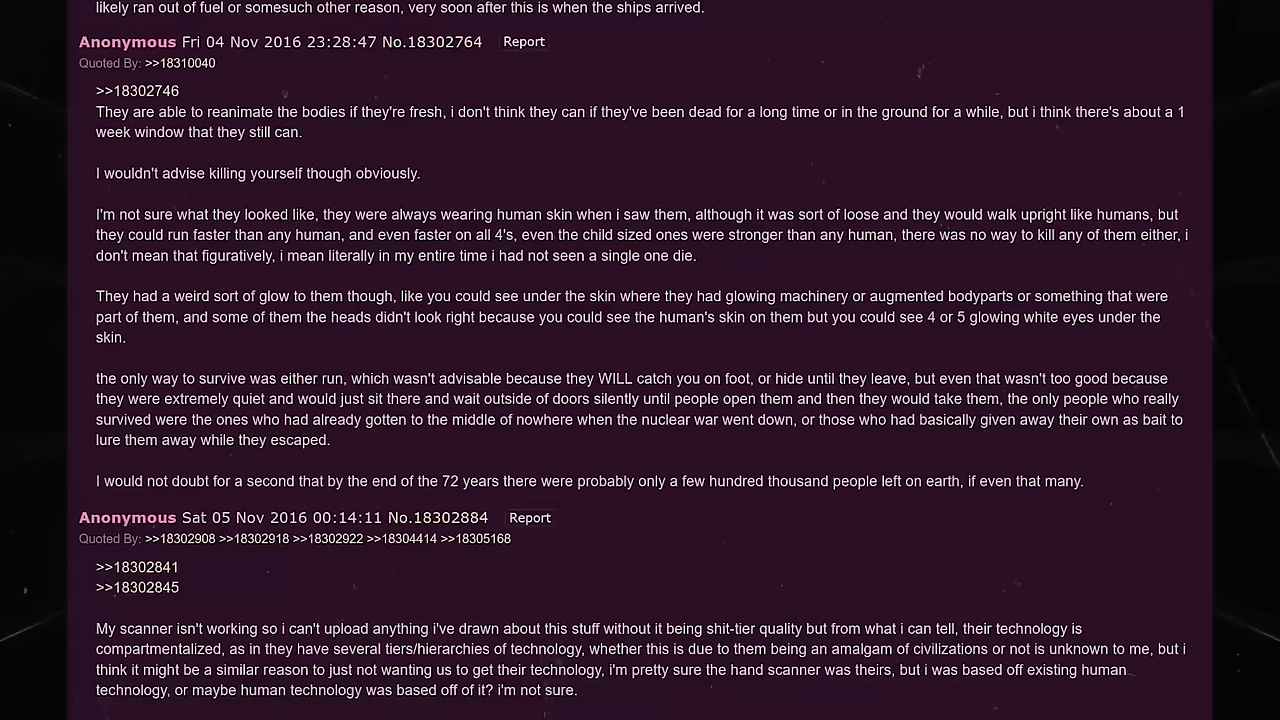 likely ran out of fuel or somesuch other reason, very soon after this is when the ships arrived.
Anonymous Fri 04 Nov 2016 23:28:47 No.18302764 Report
Quoted By: >>18310040
>>18302746
They are able to reanimate the bodies if they're fresh, i don't think they can if they've been dead for a long time or in the ground for a while, but i think there's about a 1
week window that they still can.
I wouldn't advise killing yourself though obviously.
I'm not sure what they looked like, they were always wearing human skin when i saw them, although it was sort of loose and they would walk upright like humans, but
they could run faster than any human, and even faster on all 4's, even the child sized ones were stronger than any human, there was no way to kill any of them either, i
don't mean that figuratively, i mean literally in my entire time i had not seen a single one die.
They had a weird sort of glow to them though, like you could see under the skin where they had glowing machinery or augmented bodyparts or something that were
part of them, and some of them the heads didn't look right because you could see the human's skin on them but you could see 4 or 5 glowing white eyes under the
skin.
the only way to survive was either run, which wasn't advisable because they WILL catch you on foot, or hide until they leave, but even that wasn't too good because
they were extremely quiet and would just sit there and wait outside of doors silently until people open them and then they would take them, the only people who really
survived were the ones who had already gotten to the middle of nowhere when the nuclear war went down, or those who had basically given away their own as bait to
lure them away while they escaped.
I would not doubt for a second that by the end of the 72 years there were probably only a few hundred thousand people left on earth, if even that many.
Anonymous Sat 05 Nov 2016 00:14:11 No.18302884 Report
Quoted By: >>18302908 >>18302918 >>18302922 >>18304414 >>18305168
>>18302841
>>18302845
My scanner isn't working so i can't upload anything i've drawn about this stuff without it being shit-tier quality but from what i can tell, their technology is
compartmentalized, as in they have several tiers/hierarchies of technology, whether this is due to them being an amalgam of civilizations or not is unknown to me, but i
think it might be a similar reason to just not wanting us to get their technology, i'm pretty sure the hand scanner was theirs, but i was based off existing human
technology, or maybe human technology was based off of it? i'm not sure.